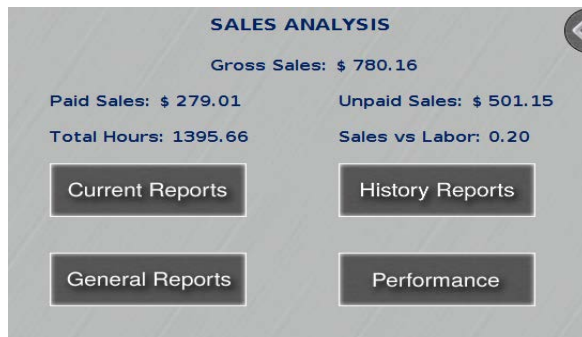 SALES ANALYSIS
Gross Sales: $ 780.16
Paid Sales: $ 279.01
Unpaid Sales: $ 501.15
Total Hours: 1395.66
Sales vs Labor: 0.20
Current Reports
History Reports
General Reports
Performance